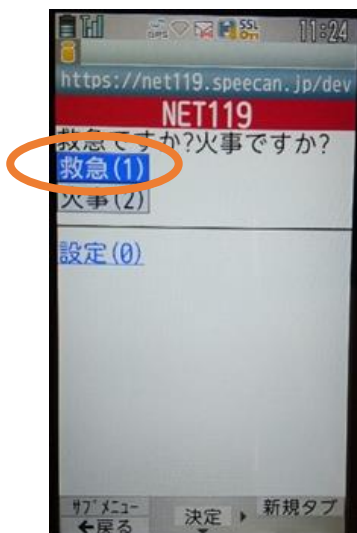 GPS SSL 11:24
https://net119.speecan.jp/dev
NET119
救急ですか?火事ですか?
救急(1)
火事(2)
設定(0)
ｻﾌﾞﾒﾆｭｰ 決定 新規タブ
←戻る